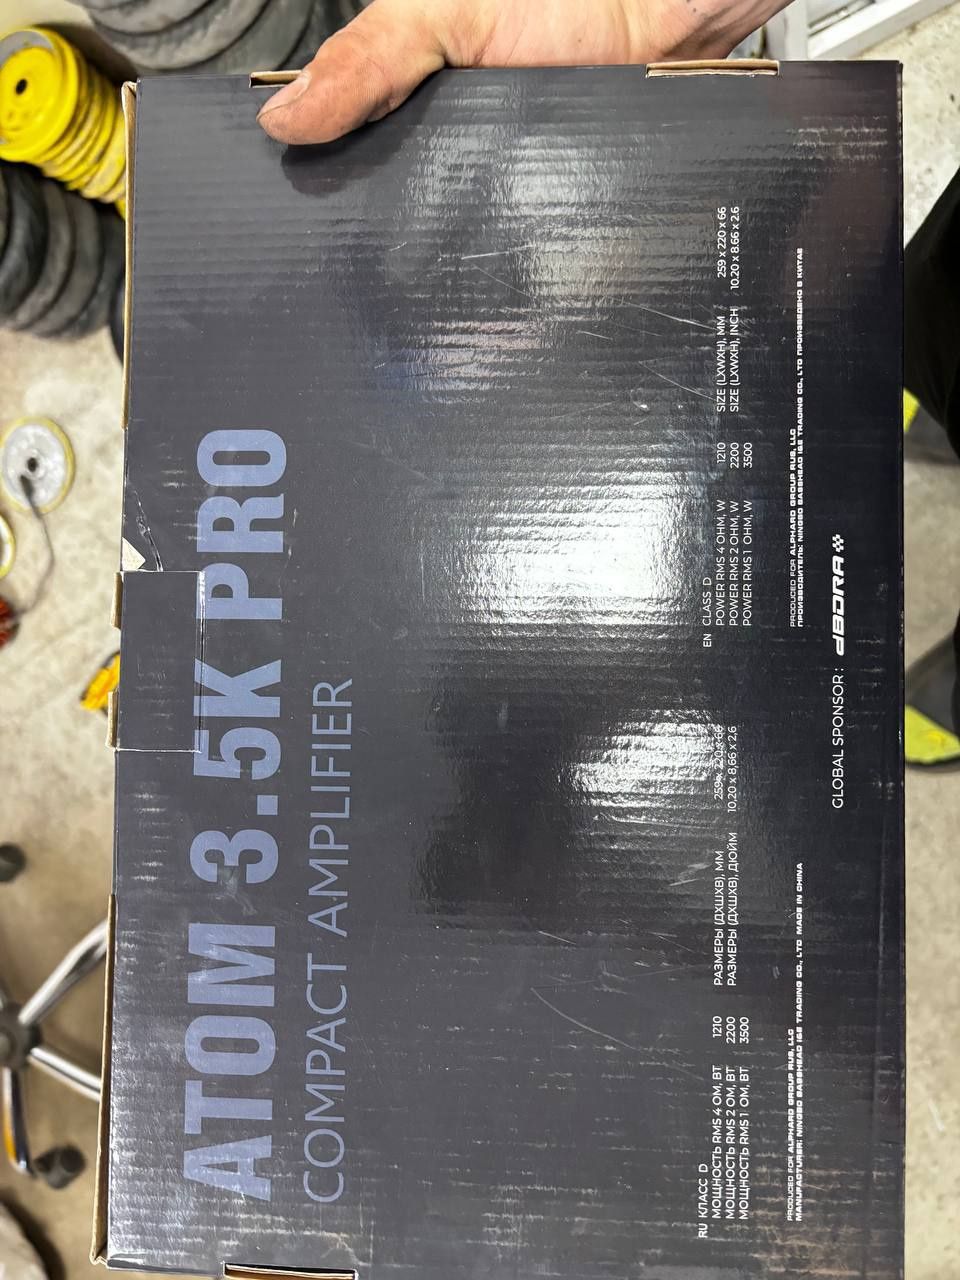 ATOM 3.5K PRO
COMPACT AMPLIFIER
RU КЛАСС D
МОЩНОСТЬ RMS 4 ОМ, ВТ 1210
МОЩНОСТЬ RMS 2 ОМ, ВТ 2200
МОЩНОСТЬ RMS 1 ОМ, ВТ 3500
РАЗМЕРЫ (ДХШХВ), ММ 259 x 220 x 66
РАЗМЕРЫ (ДХШХВ), ДЮЙМ 10,20 x 8,66 x 2,6
EN CLASS D
POWER RMS 4 OHM, W 1210
POWER RMS 2 OHM, W 2200
POWER RMS 1 OHM, W 3500
SIZE (LXWXH), MM 259 x 220 x 66
SIZE (LXWXH), INCH 10.20 x 8.66 x 2.6
PRODUCED FOR ALPHARD GROUP RUS, LLC
MANUFACTURER: NINGBO BASSHEAD I&E TRADING CO., LTD MADE IN CHINA
PRODUCED FOR ALPHARD GROUP RUS, LLC
ПРОИЗВОДИТЕЛЬ: NINGBO BASSHEAD I&E TRADING CO., LTD ПРОИЗВЕДЕНО В КИТАЕ
GLOBAL SPONSOR: DBDRA